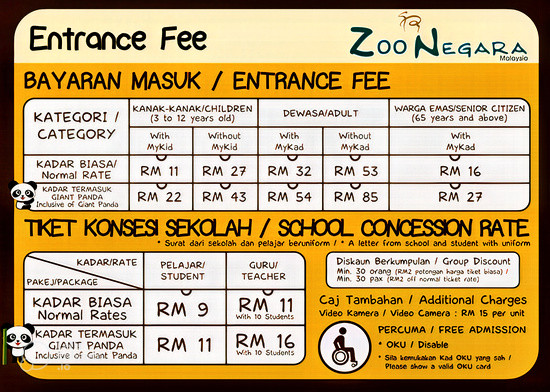 Entrance Fee
ZOO NEGARA
Malaysia
BAYARAN MASUK / ENTRANCE FEE
KATEGORI / CATEGORY
KANAK-KANAK/CHILDREN (3 to 12 years old)
DEWASA/ADULT
WARGA EMAS/SENIOR CITIZEN (65 years and above)
With MyKid
Without MyKid
With MyKad
Without MyKad
With MyKad
KADAR BIASA/ Normal RATE
RM 11
RM 27
RM 32
RM 53
RM 16
KADAR TERMASUK GIANT PANDA Inclusive of Giant Panda
RM 22
RM 43
RM 54
RM 85
RM 27
TIKET KONSESI SEKOLAH / SCHOOL CONCESSION RATE
* Surat dari sekolah dan pelajar beruniform / * A letter from school and student with uniform
KADAR/RATE
PAKEJ/PACKAGE
PELAJAR/ STUDENT
GURU/ TEACHER
KADAR BIASA Normal Rates
RM 9
RM 11
With 10 Students
KADAR TERMASUK GIANT PANDA Inclusive of Giant Panda
RM 11
RM 16
With 10 Students
Diskaun Berkumpulan / Group Discount
Min. 30 orang (RM2 potongan harga tiket biasa) /
Min. 30 pax (RM2 off normal ticket rate)
Caj Tambahan / Additional Charges
Video Kamera / Video Camera : RM 15 per unit
PERCUMA / FREE ADMISSION
* OKU / Disable
* Sila kemukakan Kad OKU yang sah /
Please show a valid OKU card